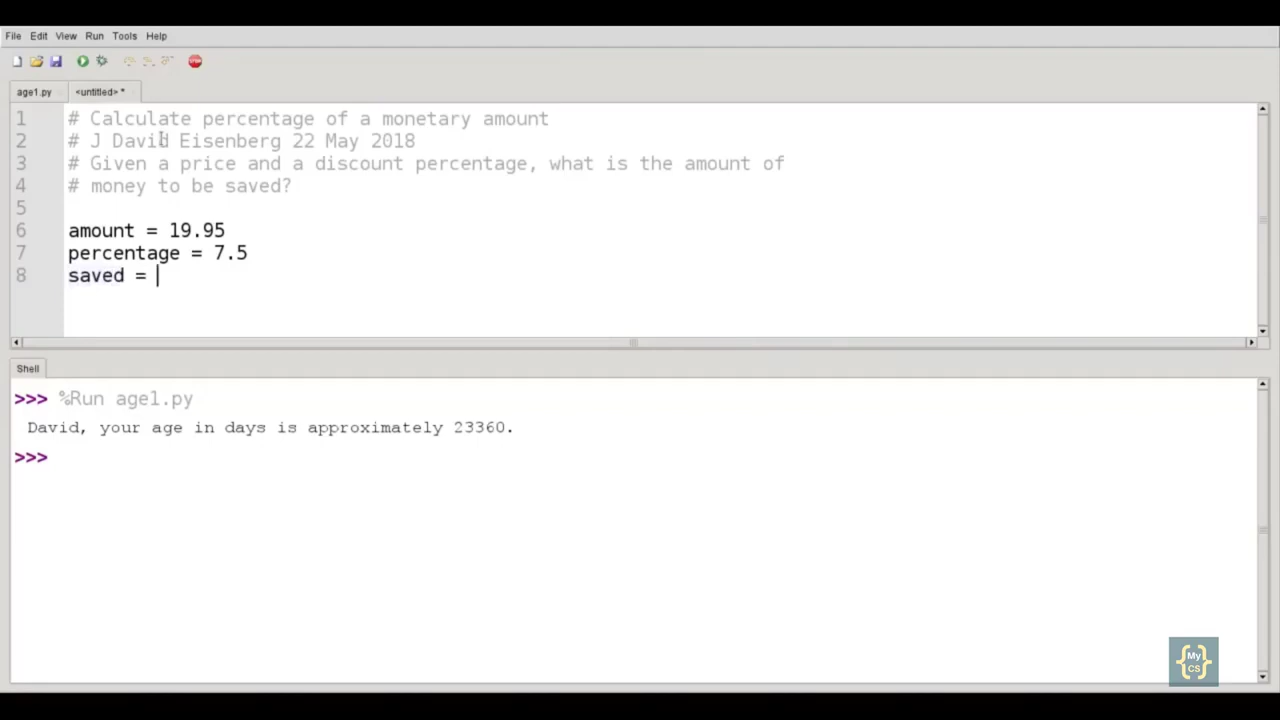 File Edit View Run Tools Help
STOP
age1.py <untillted> *
1 # Calculate percentage of a monetary amount
2 # J David Eisenberg 22 May 2018
3 # Given a price and a discount percentage, what is the amount of
4 # money to be saved?
5
6 amount = 19.95
7 percentage = 7.5
8 saved =
Shell
>>> %Run age1.py
David, your age in days is approximately 23360.
>>>
{My CS}